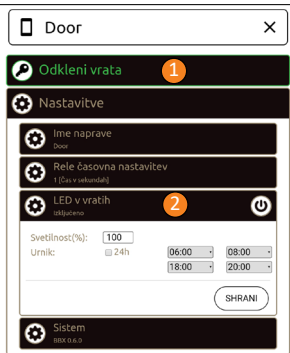 Door
Odkleni vrata 1
Nastavitve
Ime naprave
Door
Rele časovna nastavitev
1 [Čas v sekundah]
LED v vratih 2
Izključeno
Svetilnost(%): 100
Urnik: 24h 06:00 08:00
18:00 20:00
SHRANI
Sistem
BBX 0.6.0